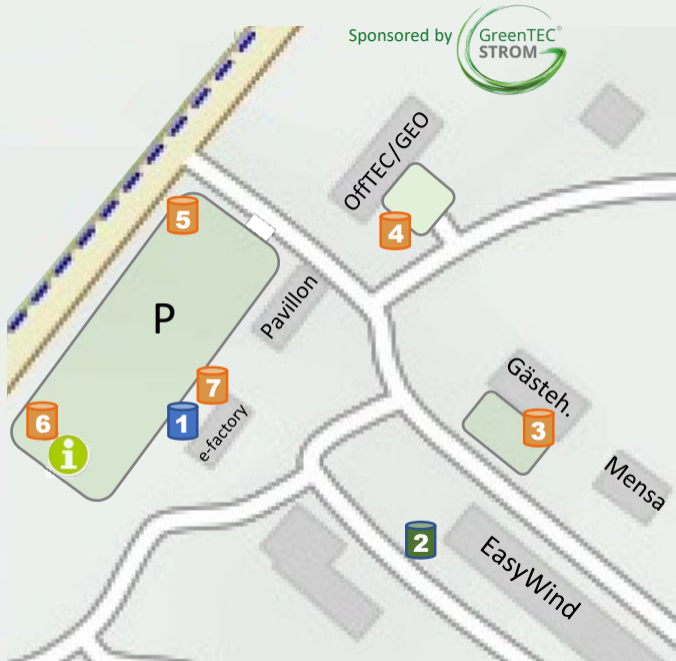 Sponsored by
GreenTEC®
STROM
OffTEC/GEO
5
4
P
Pavillon
7
Gästeh.
6
1
3
e-factory
i
Mensa
2
EasyWind